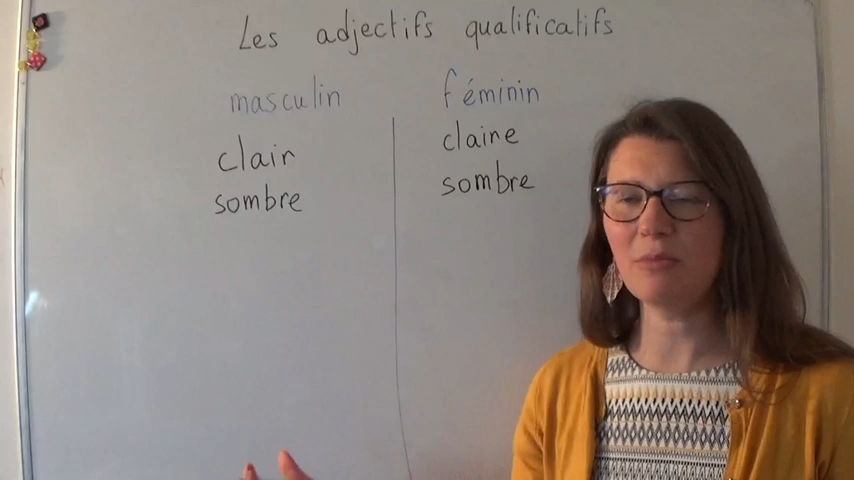 Les adjectifs qualificatifs
masculin féminin
clair claire
sombre sombre